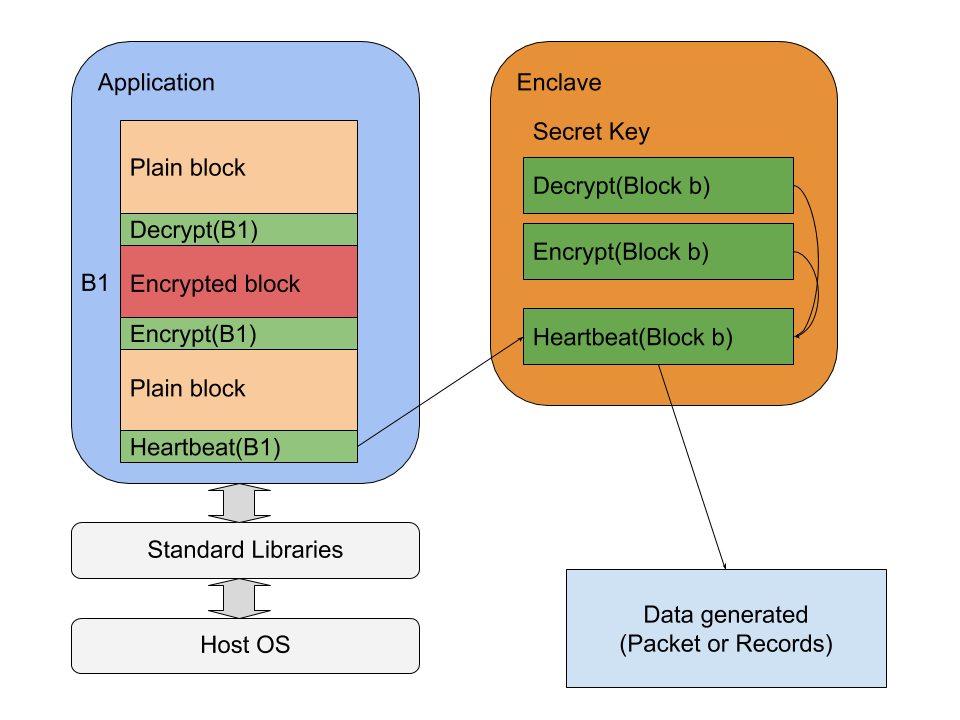 Application
Plain block
Decrypt(B1)
B1
Encrypted block
Encrypt(B1)
Plain block
Heartbeat(B1)
Standard Libraries
Host OS
Enclave
Secret Key
Decrypt(Block b)
Encrypt(Block b)
Heartbeat(Block b)
Data generated
(Packet or Records)